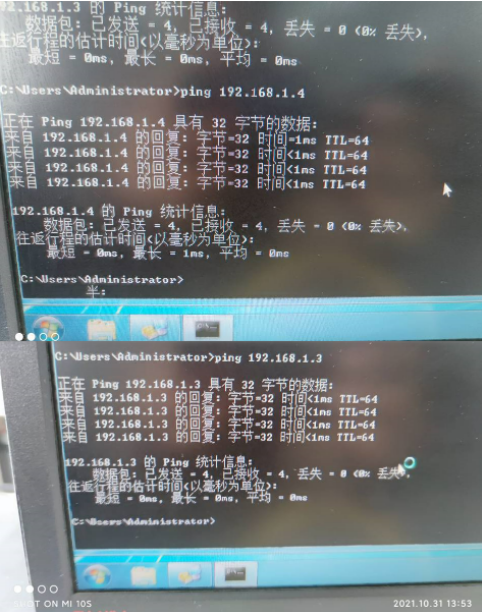 192.168.1.3 的 Ping 统计信息:
数据包: 已发送 = 4, 已接收 = 4, 丢失 = 0 (0% 丢失),
往返行程的估计时间(以毫秒为单位):
最短 = 0ms, 最长 = 0ms, 平均 = 0ms
C:\Users\Administrator>ping 192.168.1.4
正在 Ping 192.168.1.4 具有 32 字节的数据:
来自 192.168.1.4 的回复: 字节=32 时间=1ms TTL=64
来自 192.168.1.4 的回复: 字节=32 时间<1ms TTL=64
来自 192.168.1.4 的回复: 字节=32 时间<1ms TTL=64
来自 192.168.1.4 的回复: 字节=32 时间<1ms TTL=64
192.168.1.4 的 Ping 统计信息:
数据包: 已发送 = 4, 已接收 = 4, 丢失 = 0 (0% 丢失),
往返行程的估计时间(以毫秒为单位):
最短 = 0ms, 最长 = 1ms, 平均 = 0ms
C:\Users\Administrator>
半:
C:\Users\Administrator>ping 192.168.1.3
正在 Ping 192.168.1.3 具有 32 字节的数据:
来自 192.168.1.3 的回复: 字节=32 时间<1ms TTL=64
来自 192.168.1.3 的回复: 字节=32 时间<1ms TTL=64
来自 192.168.1.3 的回复: 字节=32 时间<1ms TTL=64
来自 192.168.1.3 的回复: 字节=32 时间<1ms TTL=64
192.168.1.3 的 Ping 统计信息:
数据包: 已发送 = 4, 已接收 = 4, 丢失 = 0 (0% 丢失),
往返行程的估计时间(以毫秒为单位):
最短 = 0ms, 最长 = 0ms, 平均 = 0ms
C:\Users\Administrator>
SHOT ON MI 10S
2021.10.31 13:53